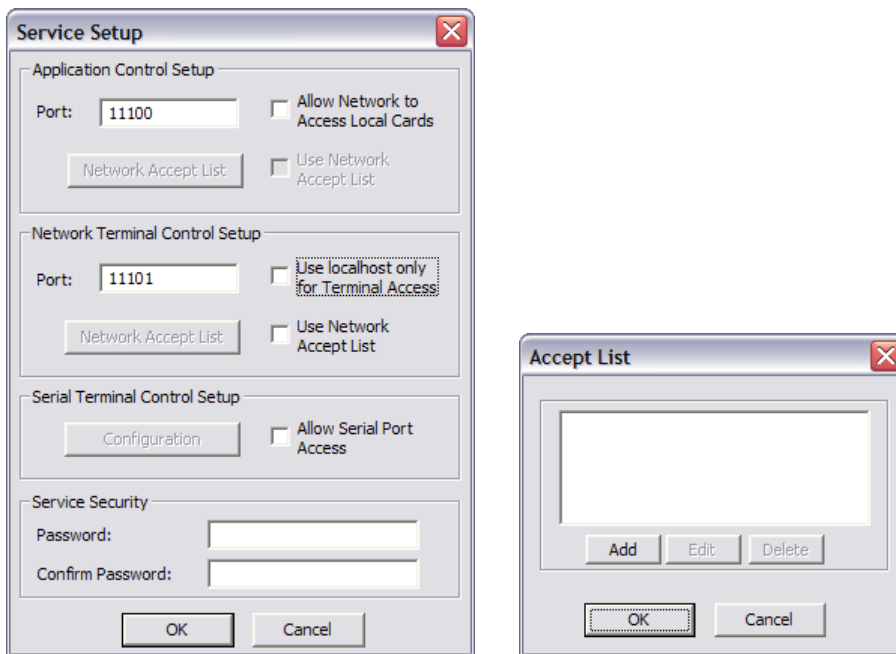 Service Setup
Application Control Setup
Port:
11100
Allow Network to
Access Local Cards
Network Accept List
Use Network
Accept List
Network Terminal Control Setup
Port:
11101
Use localhost only
for Terminal Access
Network Accept List
Use Network
Accept List
Serial Terminal Control Setup
Configuration
Allow Serial Port
Access
Service Security
Password:
Confirm Password:
OK
Cancel
Accept List
Add
Edit
Delete
OK
Cancel